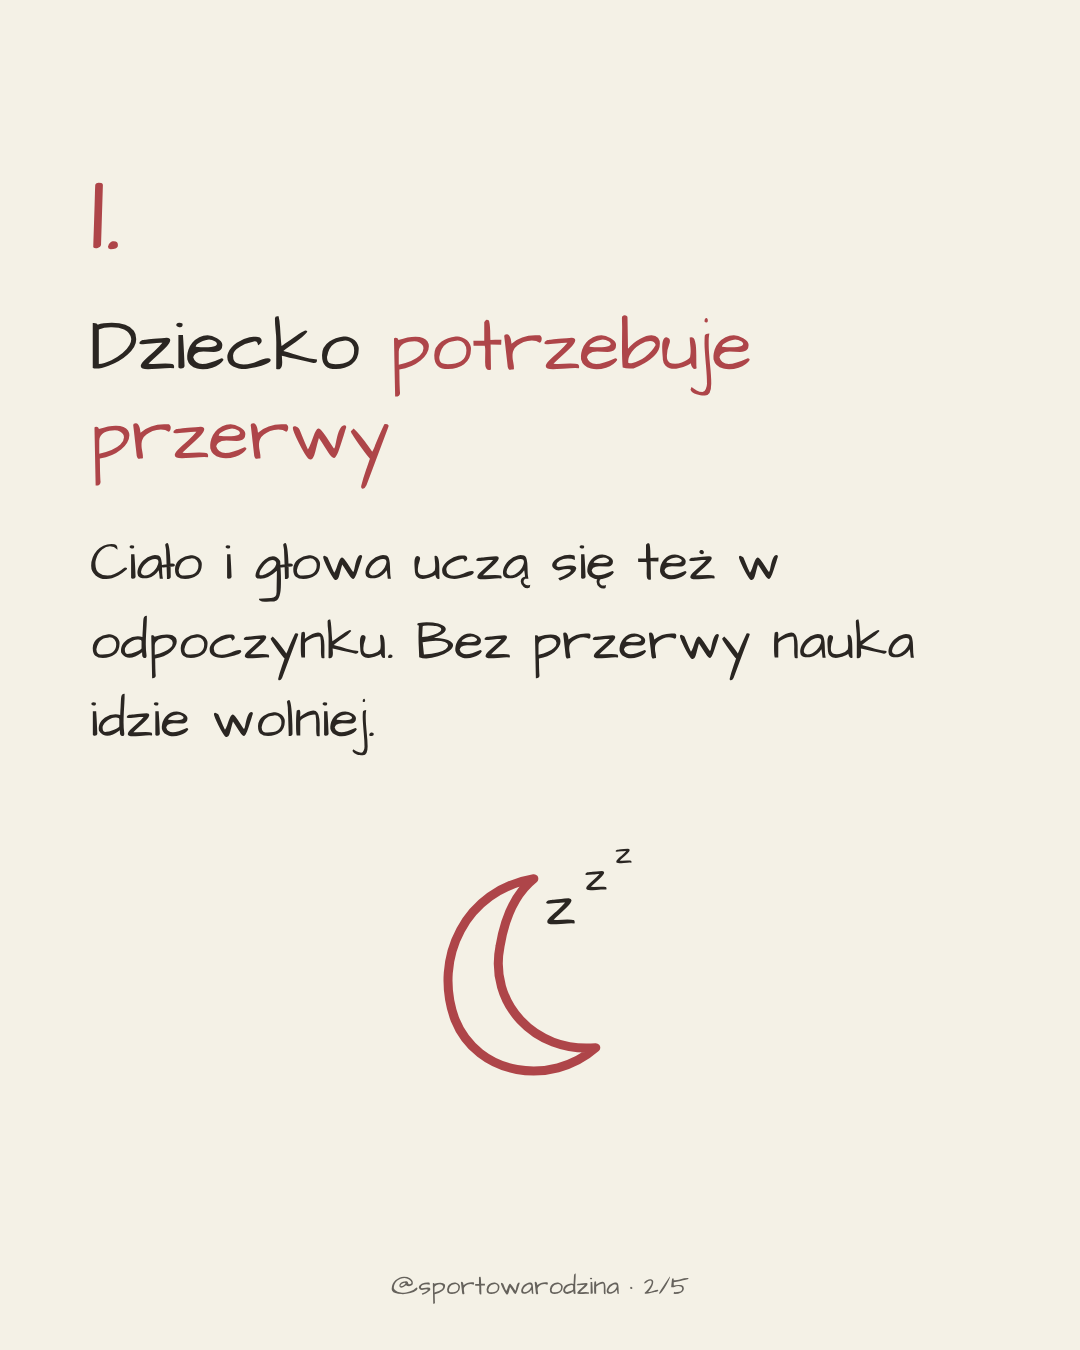 1.
Dziecko potrzebuje
przerwy
Ciało i głowa uczą się też w
odpoczynku. Bez przerwy nauka
idzie wolniej.
z z z
@sportowarodzina · 2/5